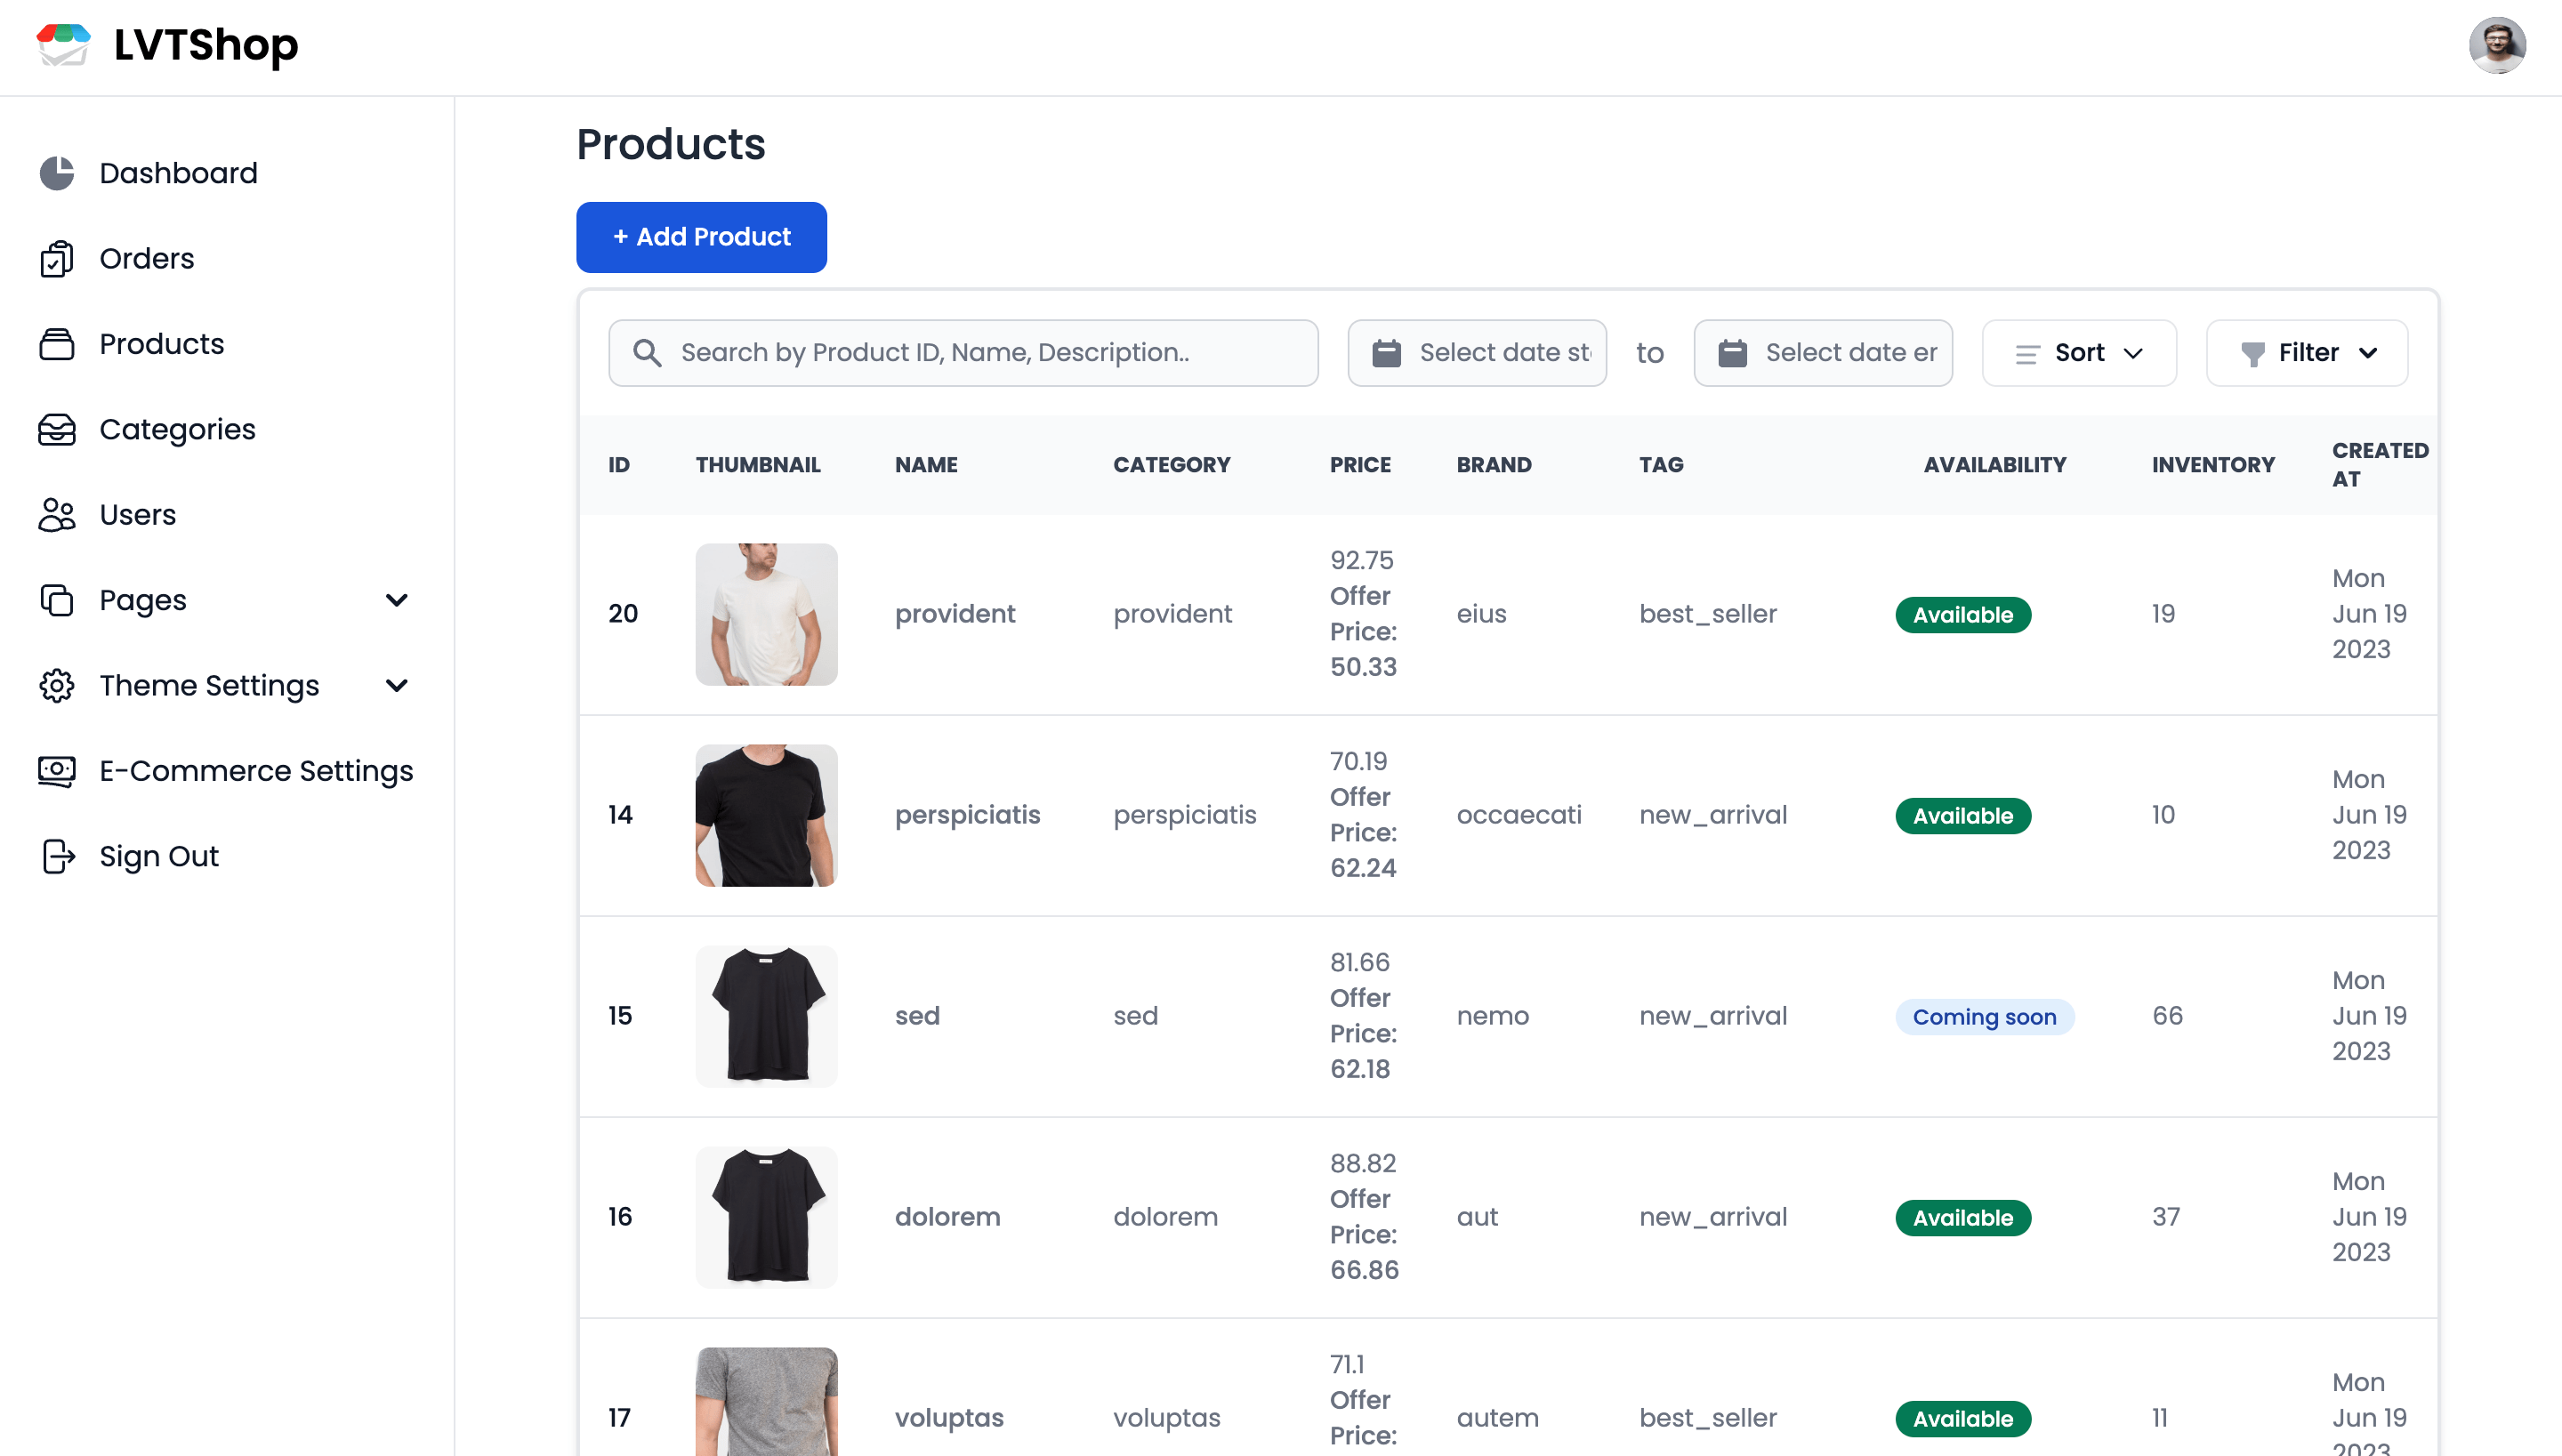 LVTShop
Dashboard
Orders
Products
Categories
Users
Pages
Theme Settings
E-Commerce Settings
Sign Out
Products
+ Add Product
Search by Product ID, Name, Description..
Select date st
to
Select date er
Sort
Filter
ID THUMBNAIL NAME CATEGORY PRICE BRAND TAG AVAILABILITY INVENTORY CREATED AT
20 provident provident 92.75 Offer Price: 50.33 eius best_seller Available 19 Mon Jun 19 2023
14 perspiciatis perspiciatis 70.19 Offer Price: 62.24 occaecati new_arrival Available 10 Mon Jun 19 2023
15 sed sed 81.66 Offer Price: 62.18 nemo new_arrival Coming soon 66 Mon Jun 19 2023
16 dolorem dolorem 88.82 Offer Price: 66.86 aut new_arrival Available 37 Mon Jun 19 2023
17 voluptas voluptas 71.1 Offer Price: autem best_seller Available 11 Mon Jun 19 2023